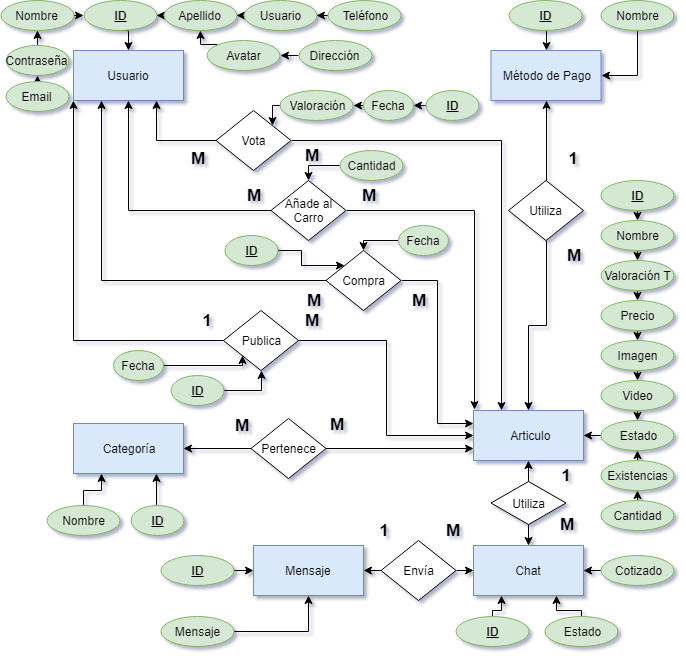 Nombre
ID
Apellido
Usuario
Teléfono
ID
Nombre
Contraseña
Avatar
Dirección
Email
Usuario
Método de Pago
Valoración
Fecha
ID
Vota
M
M
Cantidad
1
M
M
Añade al
Carro
Utiliza
ID
Nombre
Fecha
ID
M
Compra
Valoración T
M
M
Precio
1
M
Publica
Imagen
Fecha
ID
Video
M
M
Categoría
Pertenece
Articulo
Estado
Existencias
1
Utiliza
Nombre
ID
M
Cantidad
1
M
ID
Mensaje
Envía
Chat
Cotizado
Mensaje
ID
Estado